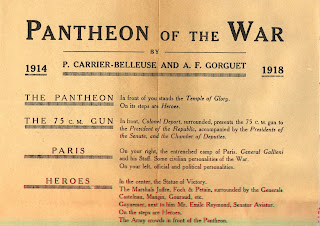 PANTHEON OF THE WAR
BY
1914 P. CARRIER-BELLEUSE AND A. F. GORGUET 1918
THE PANTHEON In front of you stands the Temple of Glory.
On its steps are Heroes.
THE 75 C. M. GUN In front, Colonel Deport, surrounded, presents the 75 C. M. gun to
the President of the Republic, accompanied by the Presidents of
the Senate, and the Chamber of Deputies.
PARIS On your right, the entrenched camp of Paris, General Gallieni
and his Staff. Some civilian personalities of the War.
On your left, official and political personalities.
HEROES In the center, the Statue of Victory.
The Marshals Joffre, Foch & Petain, surrounded by the Generals
Castelnau, Mangin, Gouraud, etc.
Guynemer, next to him Mr. Emile Reymond, Senator Aviator.
On the steps are Heroes.
The Army crowds in front of the Pantheon.